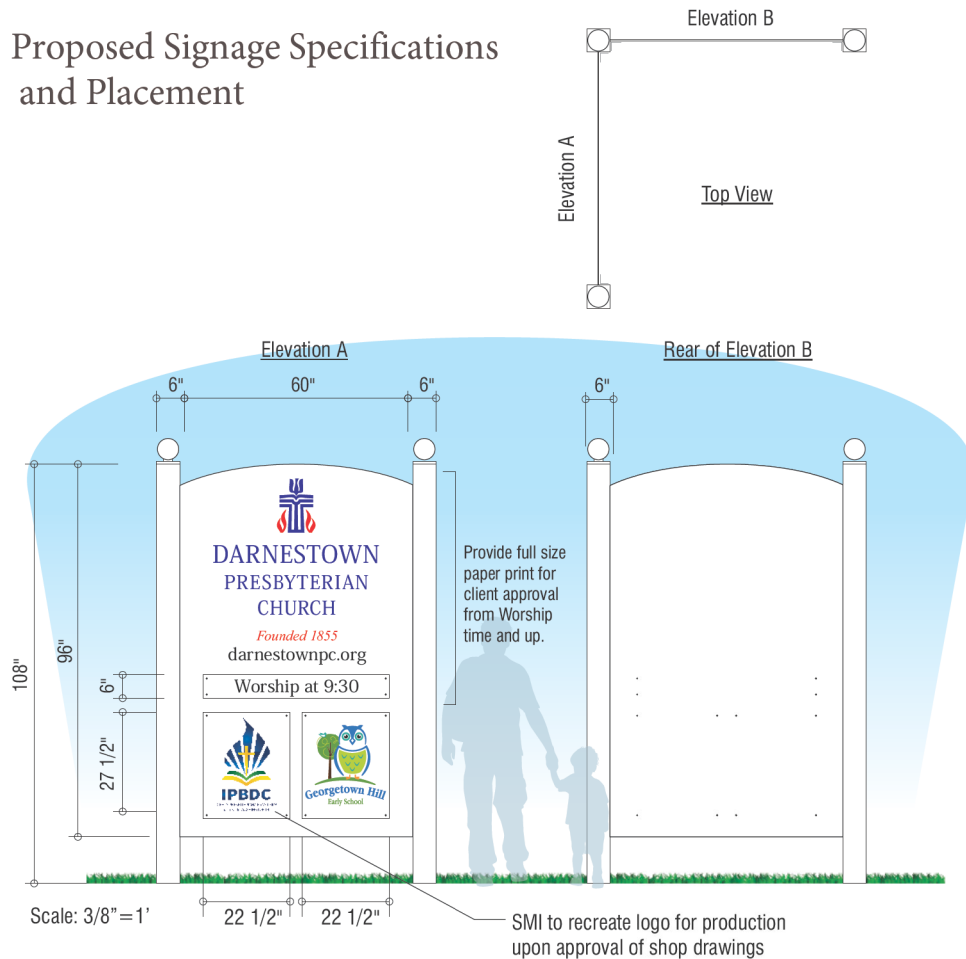 Proposed Signage Specifications
and Placement
Elevation B
Elevation A
Top View
Elevation A
Rear of Elevation B
6"
60"
6"
6"
DARNESTOWN
PRESBYTERIAN
CHURCH
Founded 1855
darnestownpc.org
Worship at 9:30
IPBDC
Georgetown Hill
Early School
Provide full size
paper print for
client approval
from Worship
time and up.
108"
96"
6"
27 1/2"
22 1/2"
22 1/2"
Scale: 3/8”=1’
SMI to recreate logo for production
upon approval of shop drawings